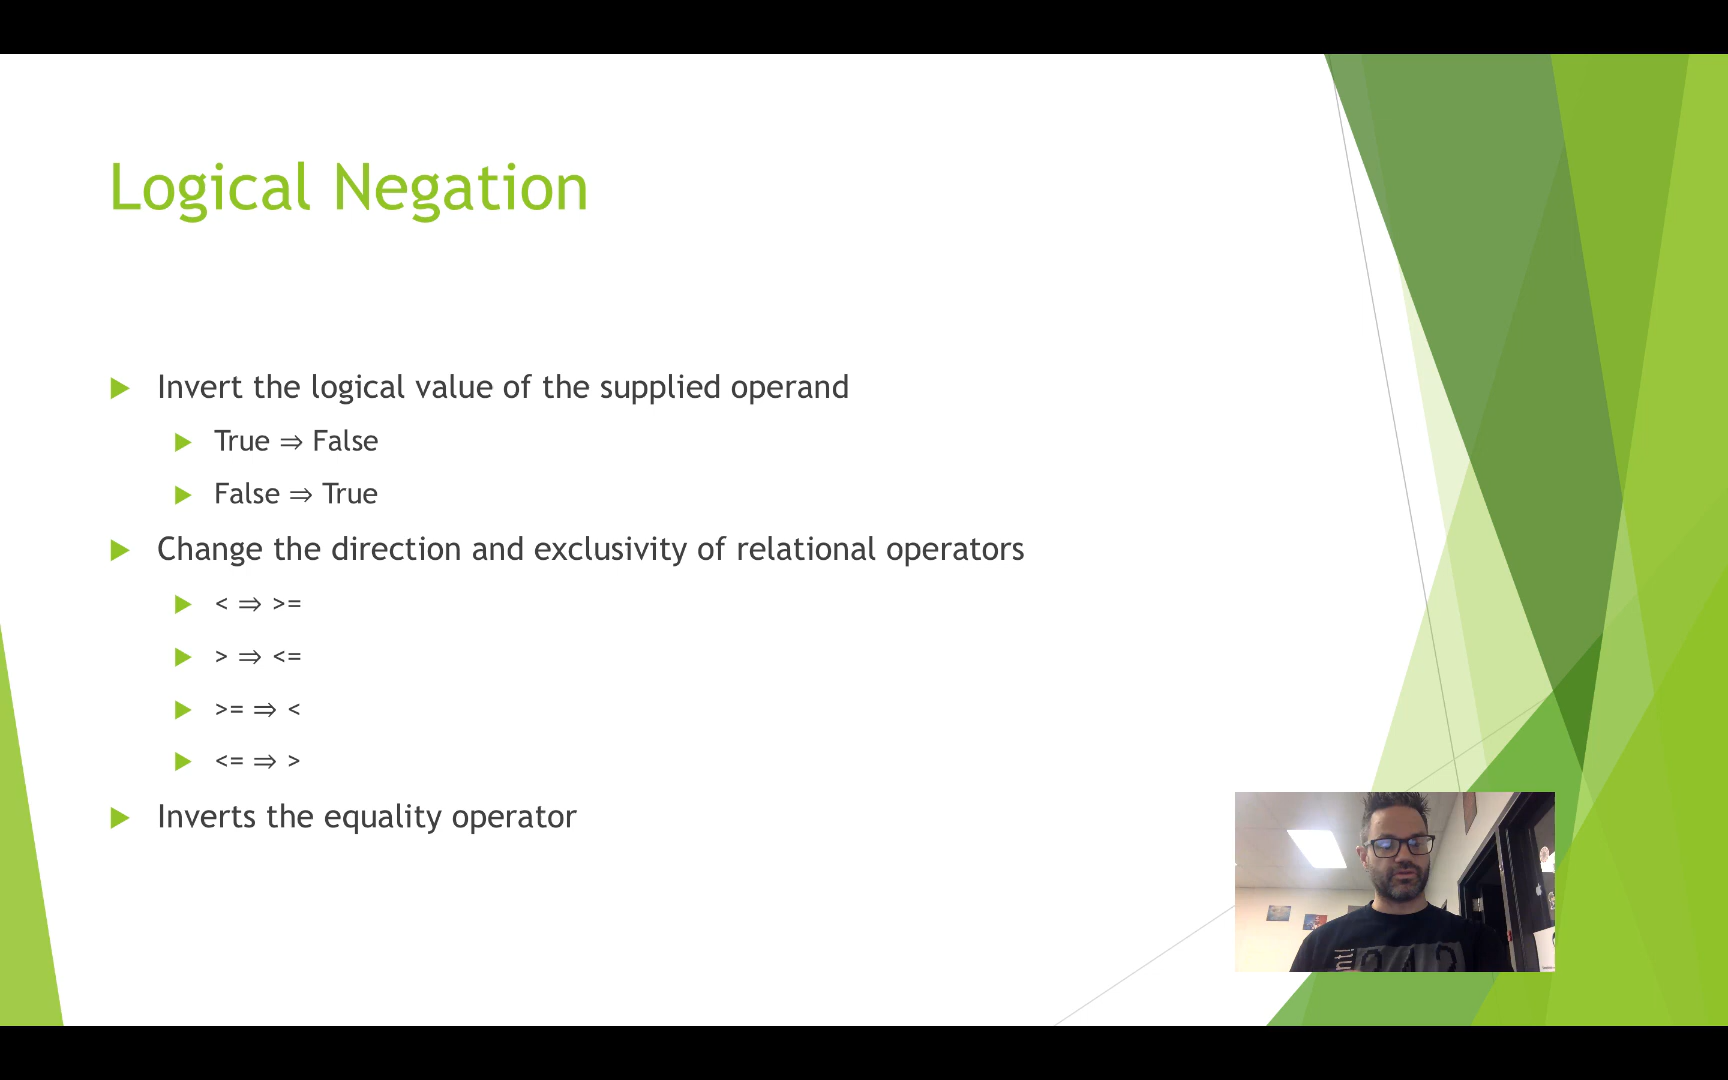 Logical Negation
Invert the logical value of the supplied operand
True ⇒ False
False ⇒ True
Change the direction and exclusivity of relational operators
< ⇒ >=
> ⇒ <=
>= ⇒ <
<= ⇒ >
Inverts the equality operator